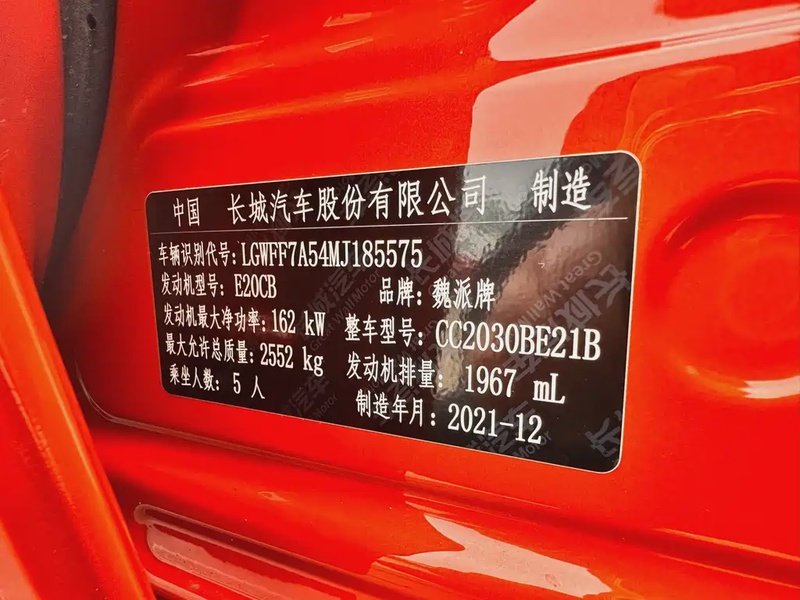 中国 长城汽车股份有限公司 制造
车辆识别代号:LGWFF7A54MJ185575
发动机型号:E20CB 品牌:魏派牌
发动机最大净功率:162 kW 整车型号:CC2030BE21B
最大允许总质量:2552 kg 发动机排量:1967 mL
乘坐人数:5 人 制造年月:2021-12